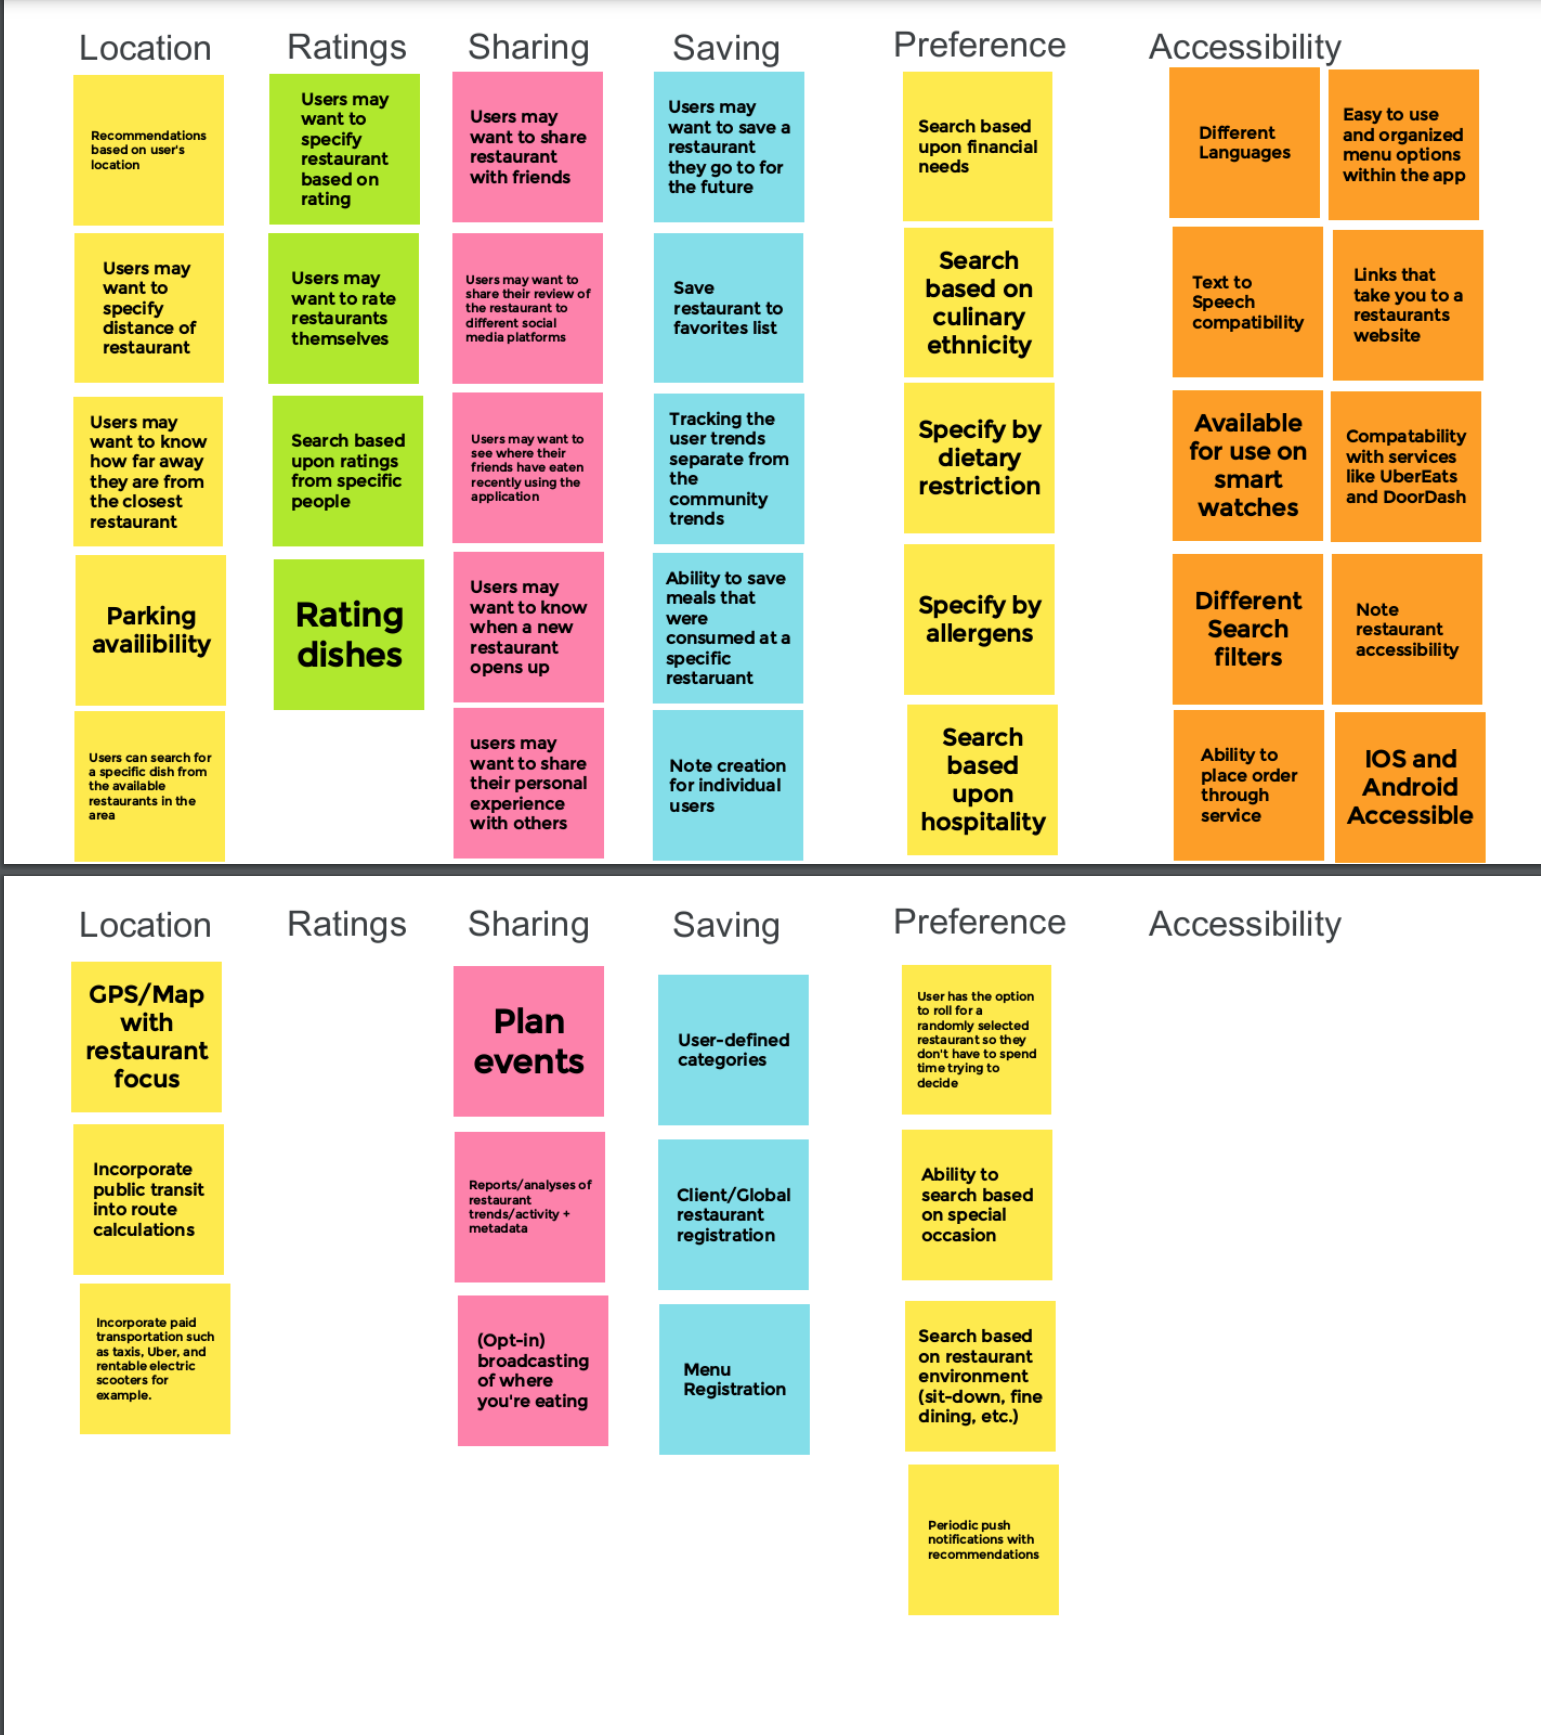 Location
Ratings
Sharing
Saving
Preference
Accessibility
Recommendations
based on user's
location
Users may
want to
specify
distance of
restaurant
Users may
want to know
how far away
they are from
the closest
restaurant
Parking
availibility
Users can search for
a specific dish from
the available
restaurants in the
area
Users may
want to
specify
restaurant
based on
rating
Users may
want to rate
restaurants
themselves
Search based
upon ratings
from specific
people
Rating
dishes
Users may
want to share
restaurant
with friends
Users may want to
share their review of
the restaurant to
different social
media platforms
Users may want to
see where their
friends have eaten
recently using the
application
Users may
want to know
when a new
restaurant
opens up
users may
want to share
their personal
experience
with others
Users may
want to save a
restaurant
they go to for
the future
Save
restaurant to
favorites list
Tracking the
user trends
separate from
the
community
trends
Ability to save
meals that
were
consumed at a
specific
restaruant
Note creation
for individual
users
Search based
upon financial
needs
Search
based on
culinary
ethnicity
Specify by
dietary
restriction
Specify by
allergens
Search
based
upon
hospitality
Different
Languages
Text to
Speech
compatibility
Available
for use on
smart
watches
Different
Search
filters
Ability to
place order
through
service
Easy to use
and organized
menu options
within the app
Links that
take you to a
restaurants
website
Compatability
with services
like UberEats
and DoorDash
Note
restaurant
accessibility
IOS and
Android
Accessible
Location
Ratings
Sharing
Saving
Preference
Accessibility
GPS/Map
with
restaurant
focus
Incorporate
public transit
into route
calculations
Incorporate paid
transportation such
as taxis, Uber, and
rentable electric
scooters for
example.
Plan
events
Reports/analyses of
restaurant
trends/activity +
metadata
(Opt-in)
broadcasting
of where
you're eating
User-defined
categories
Client/Global
restaurant
registration
Menu
Registration
User has the option
to roll for a
randomly selected
restaurant so they
don't have to spend
time trying to
decide
Ability to
search based
on special
occasion
Search based
on restaurant
environment
(sit-down, fine
dining, etc.)
Periodic push
notifications with
recommendations